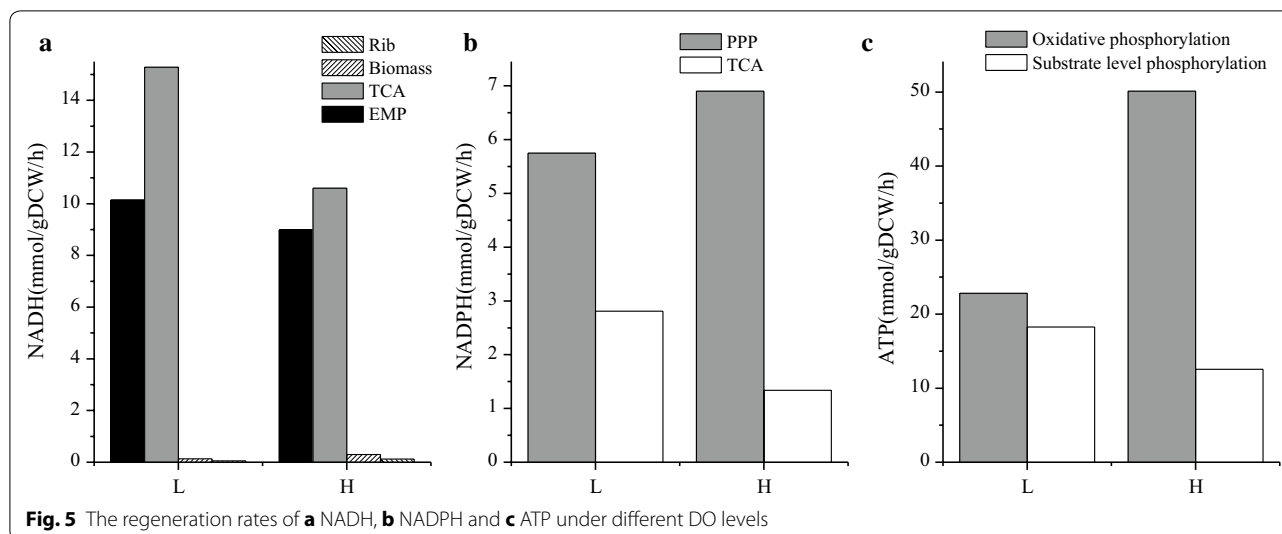 a
Rib
Biomass
TCA
EMP
NADH(mmol/gDCW/h)
14
12
10
8
6
4
2
0
L
H
b
PPP
TCA
NADPH(mmol/gDCW/h)
7
6
5
4
3
2
1
0
L
H
c
Oxidative phosphorylation
Substrate level phosphorylation
ATP(mmol/gDCW/h)
50
40
30
20
10
0
L
H
Fig. 5 The regeneration rates of a NADH, b NADPH and c ATP under different DO levels